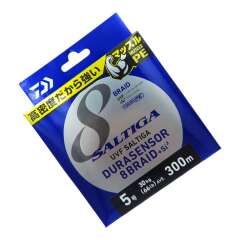 高密度だから強い
マッスル
PE
DAIWA
8
BRAID
SALTIGA
UVF SALTIGA
DURASENSOR
8BRAID+Si²
5号
300m